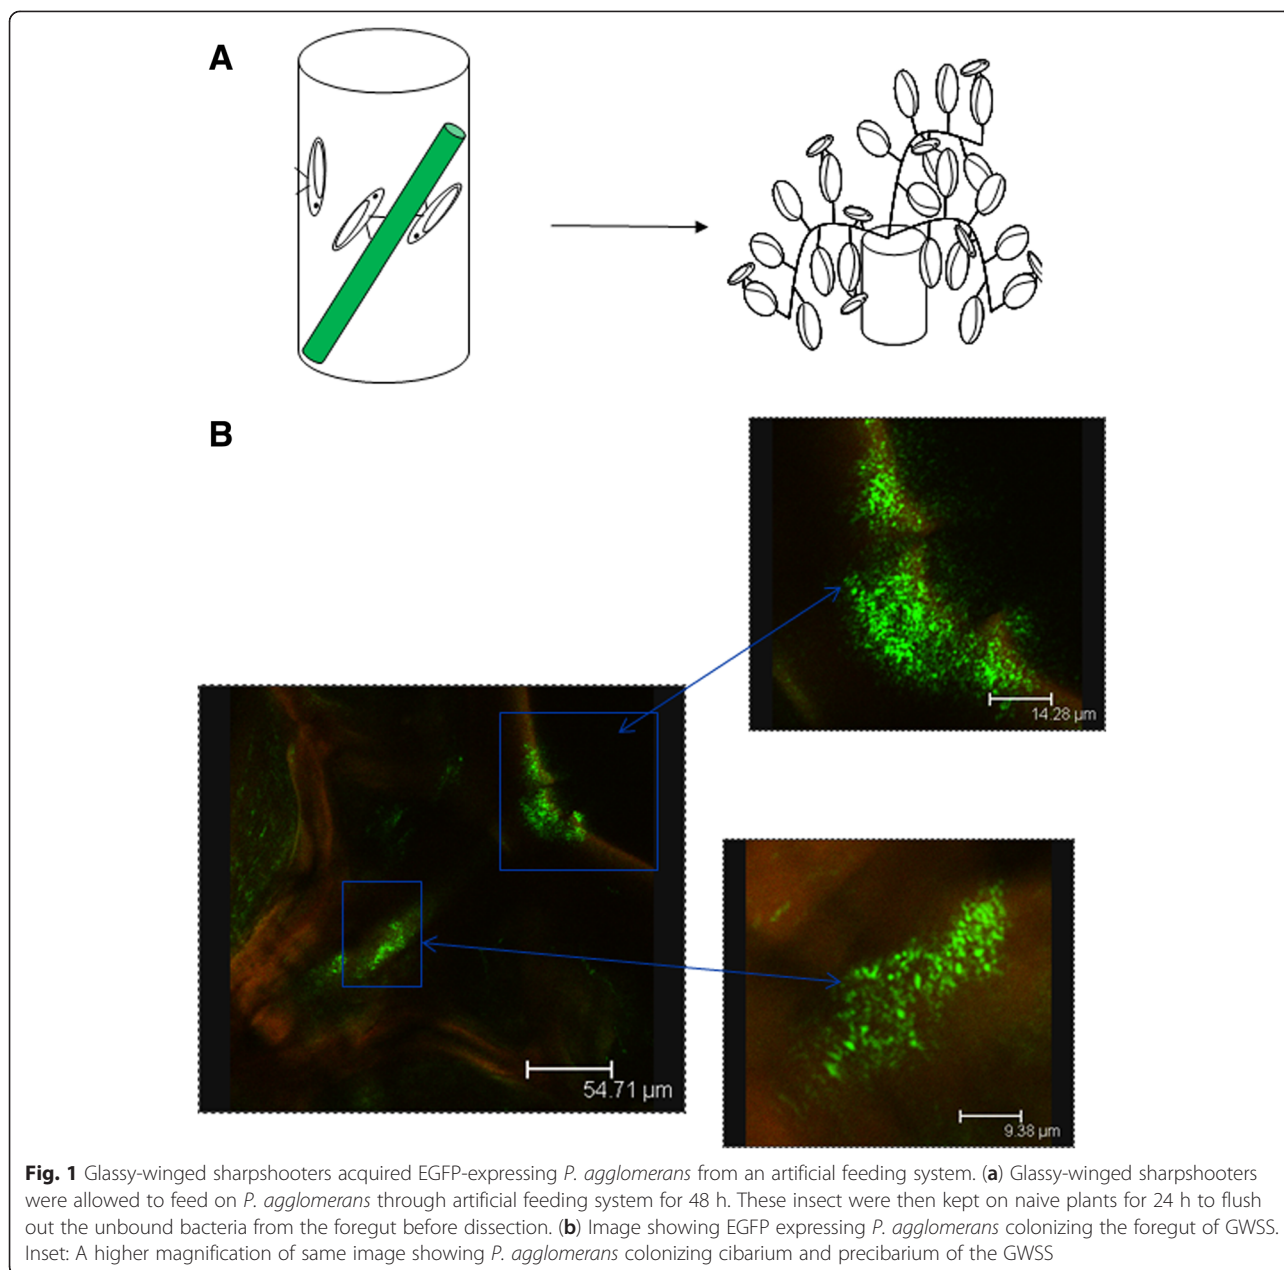 A
B
14.28 µm
54.71 µm
9.38 µm
Fig. 1 Glassy-winged sharpshooters acquired EGFP-expressing P. agglomerans from an artificial feeding system. (a) Glassy-winged sharpshooters
were allowed to feed on P. agglomerans through artificial feeding system for 48 h. These insect were then kept on naive plants for 24 h to flush
out the unbound bacteria from the foregut before dissection. (b) Image showing EGFP expressing P. agglomerans colonizing the foregut of GWSS.
Inset: A higher magnification of same image showing P. agglomerans colonizing cibarium and precibarium of the GWSS